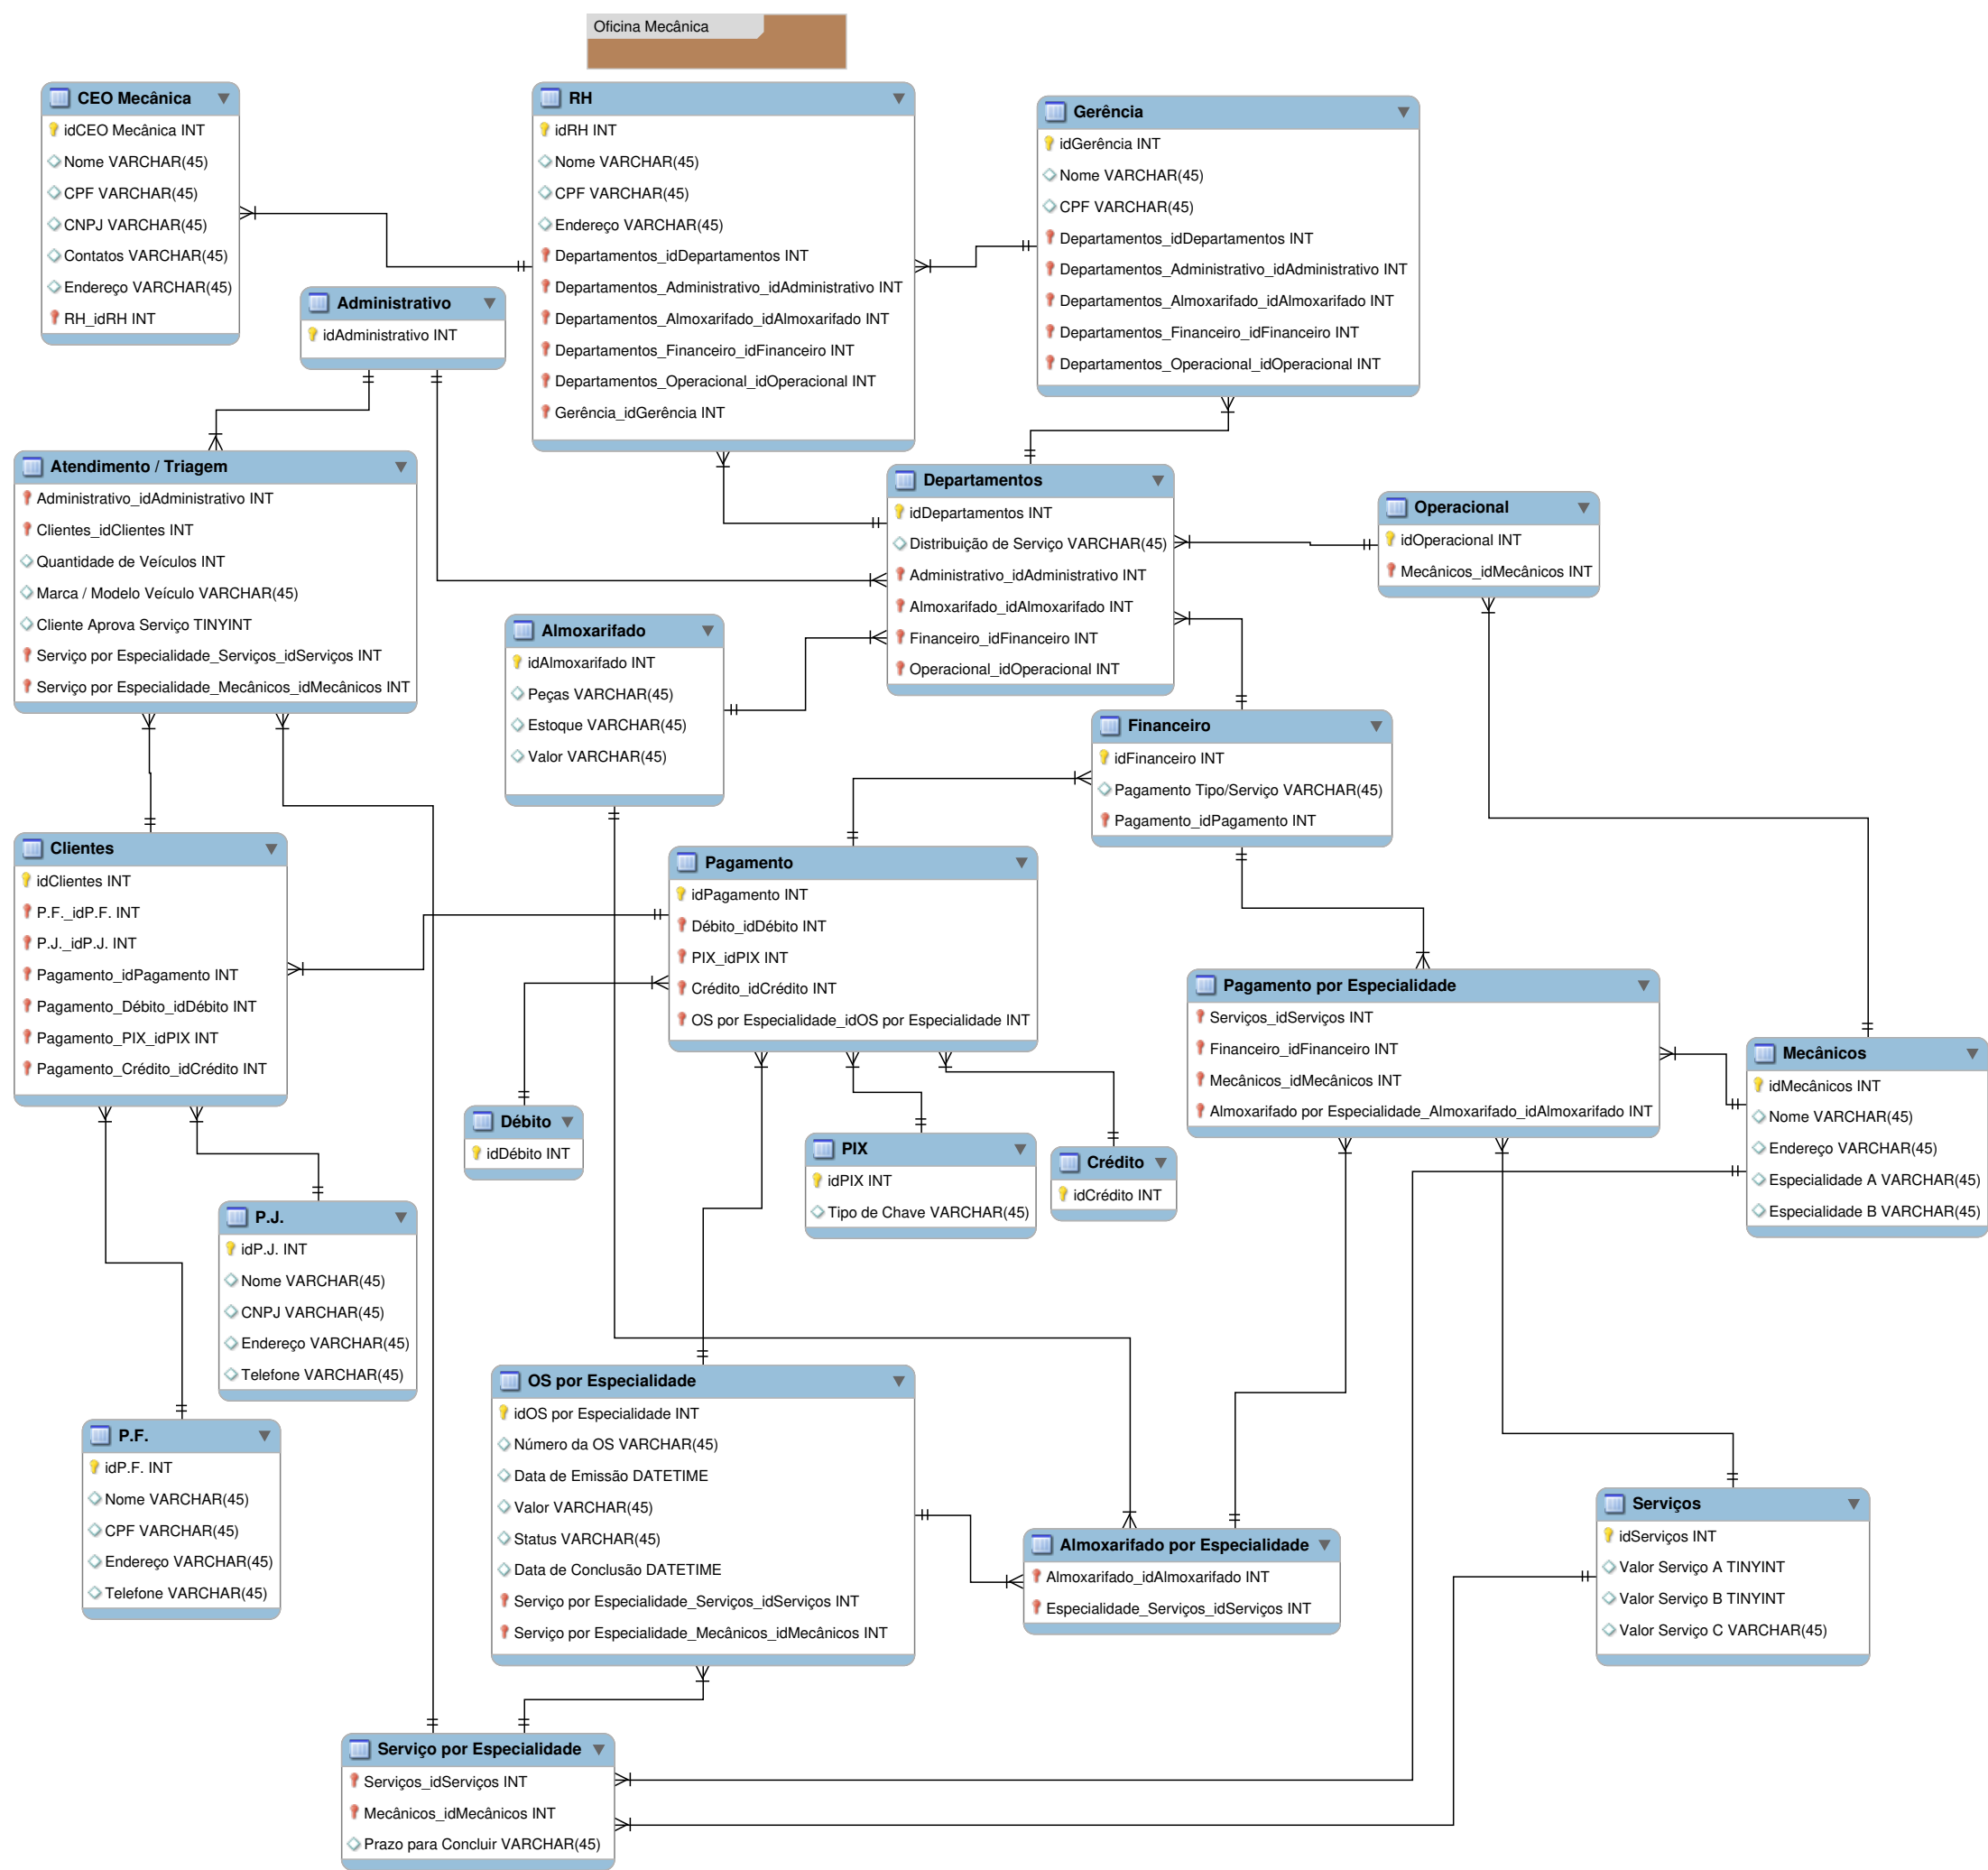 Oficina Mecânica
CEO Mecânica
idCEO Mecânica INT
Nome VARCHAR(45)
CPF VARCHAR(45)
CNPJ VARCHAR(45)
Contatos VARCHAR(45)
Endereço VARCHAR(45)
RH_idRH INT
RH
idRH INT
Nome VARCHAR(45)
CPF VARCHAR(45)
Endereço VARCHAR(45)
Departamentos_idDepartamentos INT
Departamentos_Administrativo_idAdministrativo INT
Departamentos_Almoxarifado_idAlmoxarifado INT
Departamentos_Financeiro_idFinanceiro INT
Departamentos_Operacional_idOperacional INT
Gerência_idGerência INT
Gerência
idGerência INT
Nome VARCHAR(45)
CPF VARCHAR(45)
Departamentos_idDepartamentos INT
Departamentos_Administrativo_idAdministrativo INT
Departamentos_Almoxarifado_idAlmoxarifado INT
Departamentos_Financeiro_idFinanceiro INT
Departamentos_Operacional_idOperacional INT
Administrativo
idAdministrativo INT
Atendimento / Triagem
Administrativo_idAdministrativo INT
Clientes_idClientes INT
Quantidade de Veículos INT
Marca / Modelo Veículo VARCHAR(45)
Cliente Aprova Serviço TINYINT
Serviço por Especialidade_Serviços_idServiços INT
Serviço por Especialidade_Mecânicos_idMecânicos INT
Departamentos
idDepartamentos INT
Distribuição de Serviço VARCHAR(45)
Administrativo_idAdministrativo INT
Almoxarifado_idAlmoxarifado INT
Financeiro_idFinanceiro INT
Operacional_idOperacional INT
Operacional
idOperacional INT
Mecânicos_idMecânicos INT
Almoxarifado
idAlmoxarifado INT
Peças VARCHAR(45)
Estoque VARCHAR(45)
Valor VARCHAR(45)
Financeiro
idFinanceiro INT
Pagamento Tipo/Serviço VARCHAR(45)
Pagamento_idPagamento INT
Clientes
idClientes INT
P.F._idP.F. INT
P.J._idP.J. INT
Pagamento_idPagamento INT
Pagamento_Débito_idDébito INT
Pagamento_PIX_idPIX INT
Pagamento_Crédito_idCrédito INT
Pagamento
idPagamento INT
Débito_idDébito INT
PIX_idPIX INT
Crédito_idCrédito INT
OS por Especialidade_idOS por Especialidade INT
Pagamento por Especialidade
Serviços_idServiços INT
Financeiro_idFinanceiro INT
Mecânicos_idMecânicos INT
Almoxarifado por Especialidade_Almoxarifado_idAlmoxarifado INT
Mecânicos
idMecânicos INT
Nome VARCHAR(45)
Endereço VARCHAR(45)
Especialidade A VARCHAR(45)
Especialidade B VARCHAR(45)
Débito
idDébito INT
PIX
idPIX INT
Tipo de Chave VARCHAR(45)
Crédito
idCrédito INT
P.J.
idP.J. INT
Nome VARCHAR(45)
CNPJ VARCHAR(45)
Endereço VARCHAR(45)
Telefone VARCHAR(45)
P.F.
idP.F. INT
Nome VARCHAR(45)
CPF VARCHAR(45)
Endereço VARCHAR(45)
Telefone VARCHAR(45)
OS por Especialidade
idOS por Especialidade INT
Número da OS VARCHAR(45)
Data de Emissão DATETIME
Valor VARCHAR(45)
Status VARCHAR(45)
Data de Conclusão DATETIME
Serviço por Especialidade_Serviços_idServiços INT
Serviço por Especialidade_Mecânicos_idMecânicos INT
Almoxarifado por Especialidade
Almoxarifado_idAlmoxarifado INT
Especialidade_Serviços_idServiços INT
Serviços
idServiços INT
Valor Serviço A TINYINT
Valor Serviço B TINYINT
Valor Serviço C VARCHAR(45)
Serviço por Especialidade
Serviços_idServiços INT
Mecânicos_idMecânicos INT
Prazo para Concluir VARCHAR(45)